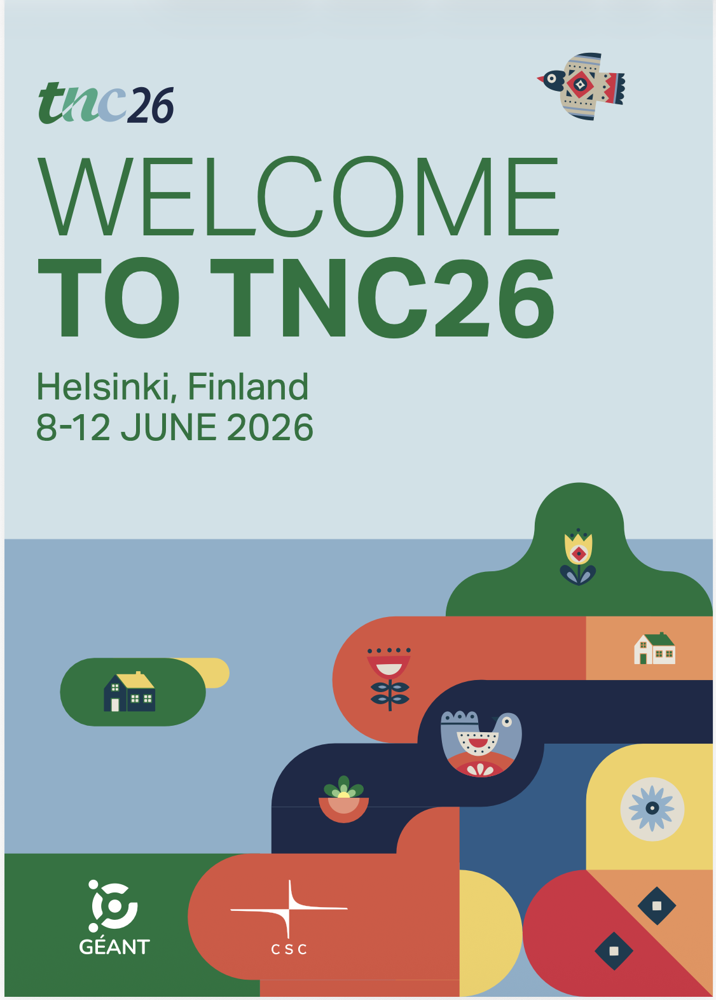 tnc26
WELCOME
TO TNC26
Helsinki, Finland
8-12 JUNE 2026
GÉANT
CSC